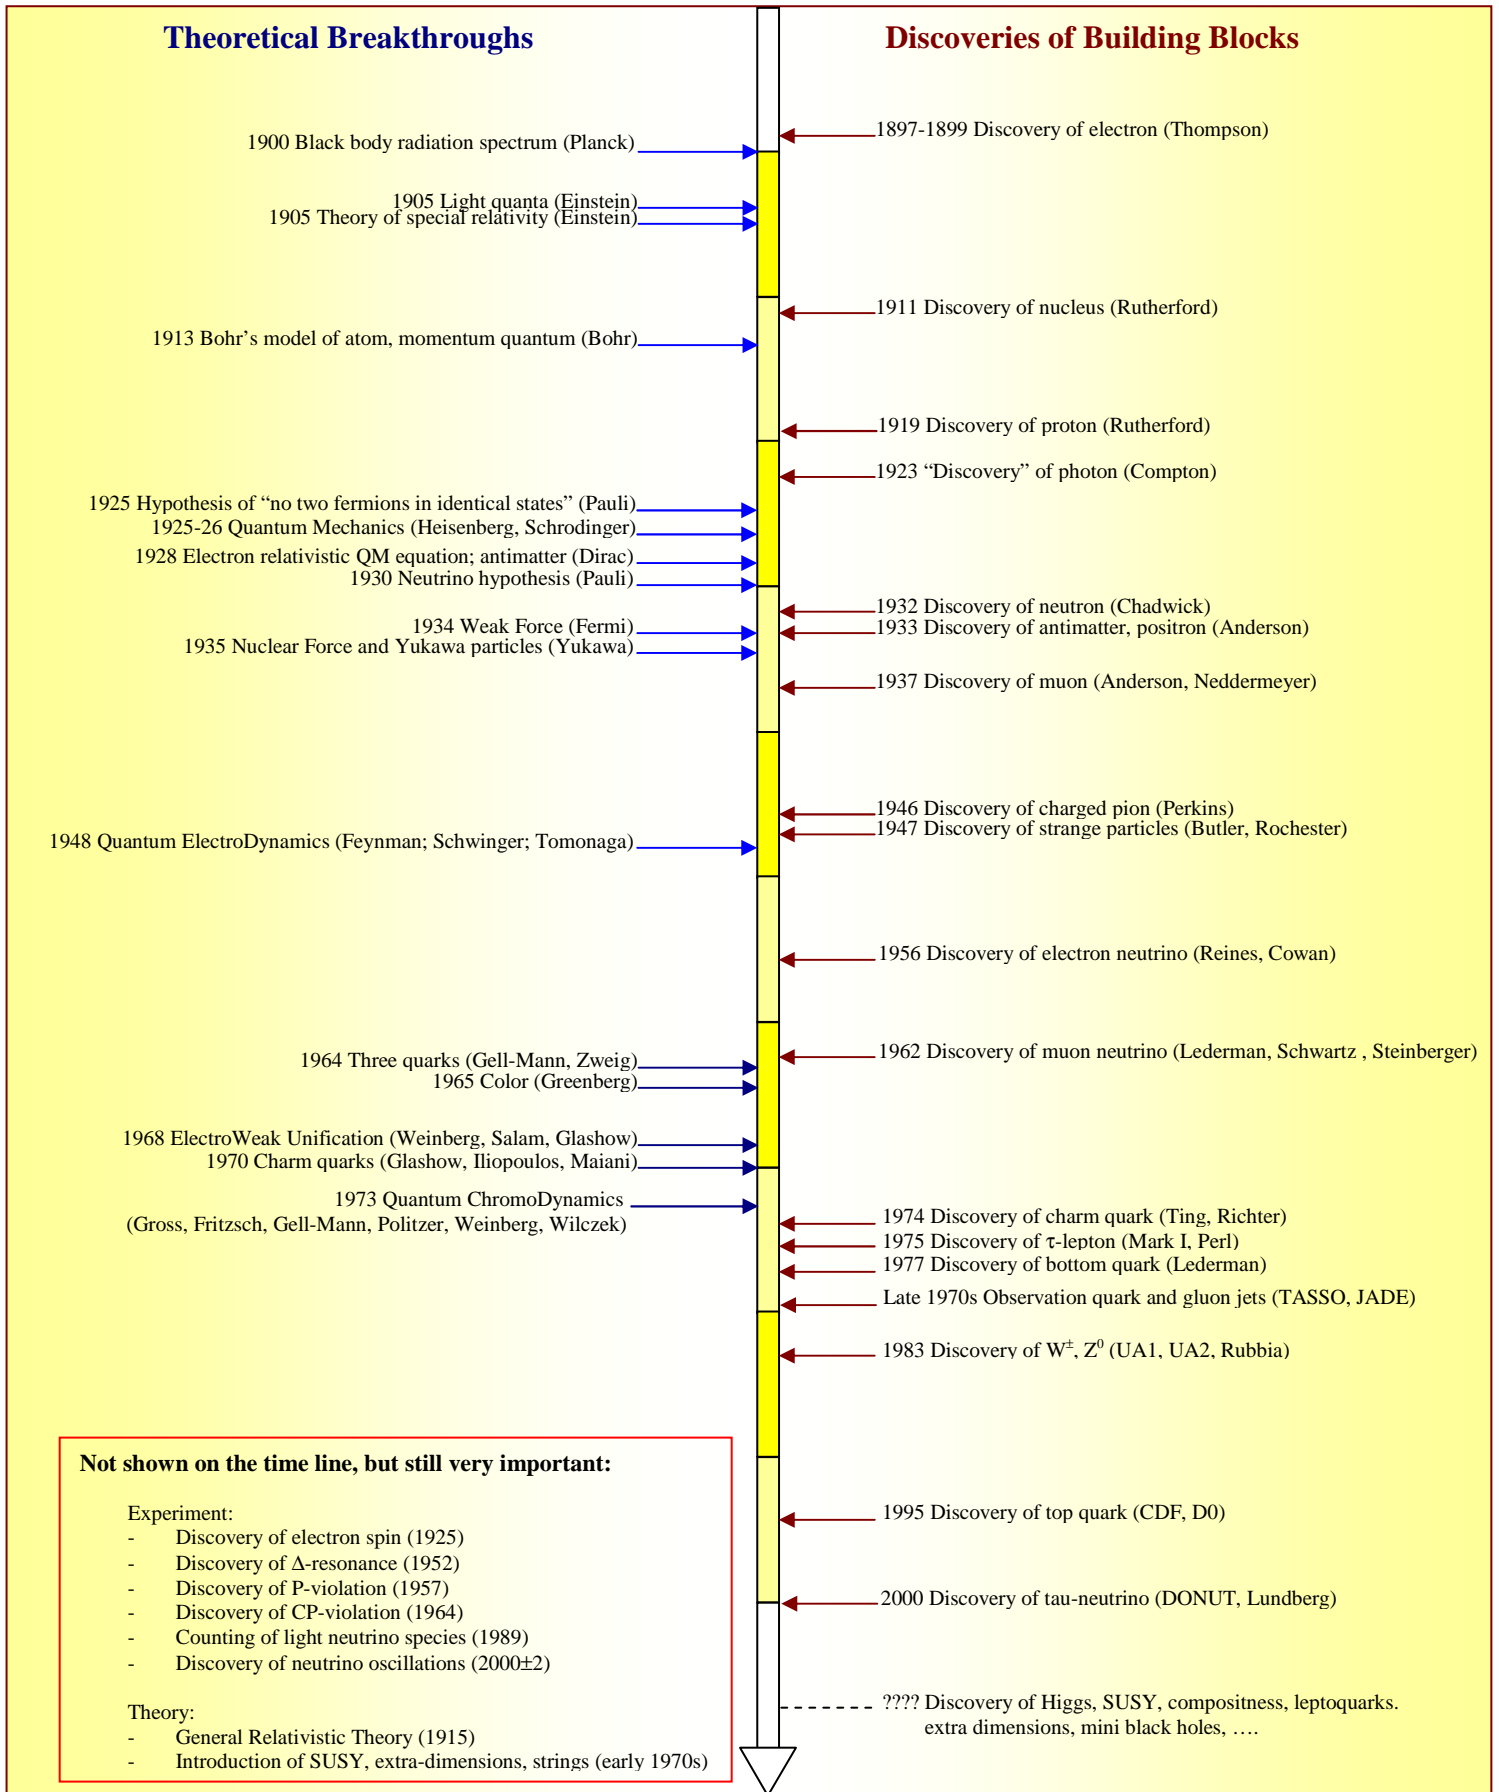 Theoretical Breakthroughs
Discoveries of Building Blocks
1897-1899 Discovery of electron (Thompson)
1900 Black body radiation spectrum (Planck)
1905 Light quanta (Einstein)
1905 Theory of special relativity (Einstein)
1911 Discovery of nucleus (Rutherford)
1913 Bohr’s model of atom, momentum quantum (Bohr)
1919 Discovery of proton (Rutherford)
1923 “Discovery” of photon (Compton)
1925 Hypothesis of “no two fermions in identical states” (Pauli)
1925-26 Quantum Mechanics (Heisenberg, Schrodinger)
1928 Electron relativistic QM equation; antimatter (Dirac)
1930 Neutrino hypothesis (Pauli)
1932 Discovery of neutron (Chadwick)
1934 Weak Force (Fermi)
1933 Discovery of antimatter, positron (Anderson)
1935 Nuclear Force and Yukawa particles (Yukawa)
1937 Discovery of muon (Anderson, Neddermeyer)
1946 Discovery of charged pion (Perkins)
1947 Discovery of strange particles (Butler, Rochester)
1948 Quantum ElectroDynamics (Feynman; Schwinger; Tomonaga)
1956 Discovery of electron neutrino (Reines, Cowan)
1962 Discovery of muon neutrino (Lederman, Schwartz , Steinberger)
1964 Three quarks (Gell-Mann, Zweig)
1965 Color (Greenberg)
1968 ElectroWeak Unification (Weinberg, Salam, Glashow)
1970 Charm quarks (Glashow, Iliopoulos, Maiani)
1973 Quantum ChromoDynamics
(Gross, Fritzsch, Gell-Mann, Politzer, Weinberg, Wilczek)
1974 Discovery of charm quark (Ting, Richter)
1975 Discovery of τ-lepton (Mark I, Perl)
1977 Discovery of bottom quark (Lederman)
Late 1970s Observation quark and gluon jets (TASSO, JADE)
1983 Discovery of W±, Z0 (UA1, UA2, Rubbia)
1995 Discovery of top quark (CDF, D0)
2000 Discovery of tau-neutrino (DONUT, Lundberg)
???? Discovery of Higgs, SUSY, compositness, leptoquarks.
extra dimensions, mini black holes, ….
Not shown on the time line, but still very important:
Experiment:
- Discovery of electron spin (1925)
- Discovery of Δ-resonance (1952)
- Discovery of P-violation (1957)
- Discovery of CP-violation (1964)
- Counting of light neutrino species (1989)
- Discovery of neutrino oscillations (2000±2)
Theory:
- General Relativistic Theory (1915)
- Introduction of SUSY, extra-dimensions, strings (early 1970s)